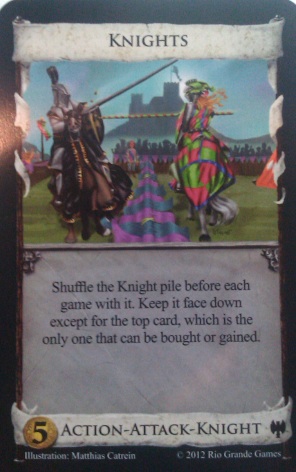 KNIGHTS
Shuffle the Knight pile before each
game with it. Keep it face down
except for the top card, which is the
only one that can be bought or gained.
5 ACTION-ATTACK-KNIGHT
Illustration: Matthias Catrein © 2012 Rio Grande Games